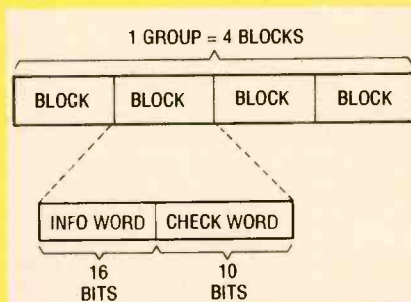 1 GROUP = 4 BLOCKS
BLOCK BLOCK BLOCK BLOCK
INFO WORD CHECK WORD
16 10
BITS BITS